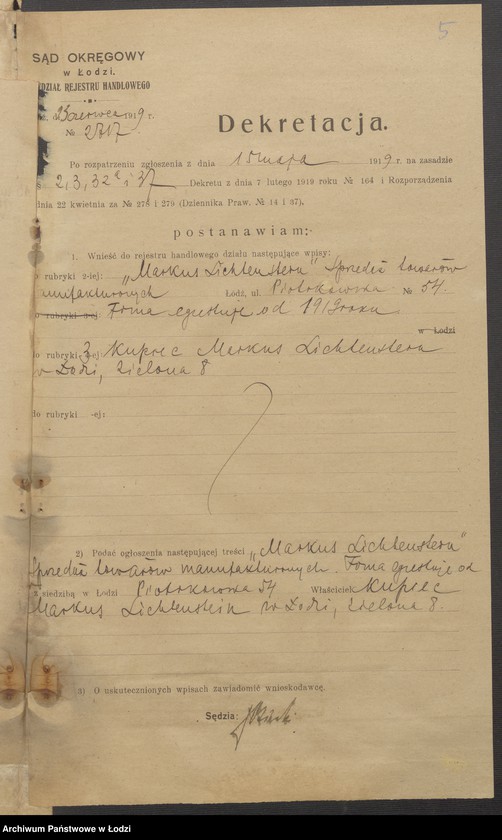 5
SĄD OKRĘGOWY
w Łodzi.
DZIAŁ REJESTRU HANDLOWEGO
czerwca 1919 r.
№ 2717
Dekretacja.
Po rozpatrzeniu zgłoszenia z dnia 15 maja 1919 r. na zasadzie
2, 3, 32 i 37 Dekretu z dnia 7 lutego 1919 roku № 164 i Rozporządzenia
dnia 22 kwietnia za № 278 i 279 (Dziennika Praw. № 14 i 37),
postanawiam:
1. Wnieść do rejestru handlowego działu następujące wpisy:
rubryki 2-iej: „Markus Lichtenstein" Sprzedaż towarów
manufakturowych Łódź, ul. Piotrkowska № 54.
rubryki Firma egzystuje od 1913 roku
w Łodzi
do rubryki 3 ej Kupiec Markus Lichtenstein
w Łodzi, Zielona 8
do rubryki -ej:
2) Podać ogłoszenia następującej treści „Markus Lichtenstein"
Sprzedaż towarów manufakturowych. Firma egzystuje od
z siedzibą w Łodzi Piotrkowska 54 Właściciel Kupiec
Markus Lichtenstein w Łodzi, Zielona 8.
3) O uskutecznionych wpisach zawiadomić wnioskodawcę.
Sędzia:
Archiwum Państwowe w Łodzi